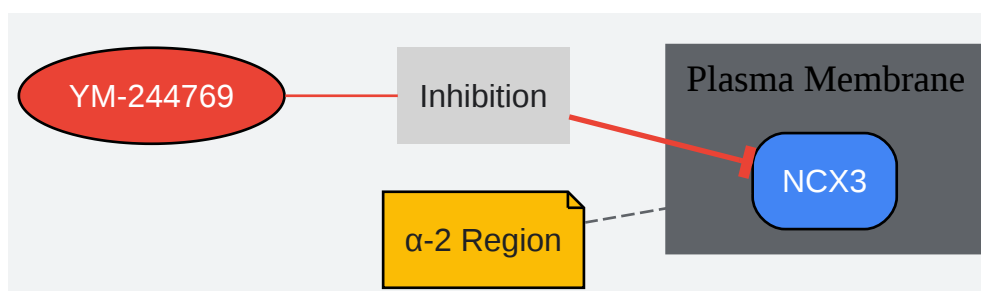 YM-244769
Inhibition
Plasma Membrane
NCX3
α-2 Region